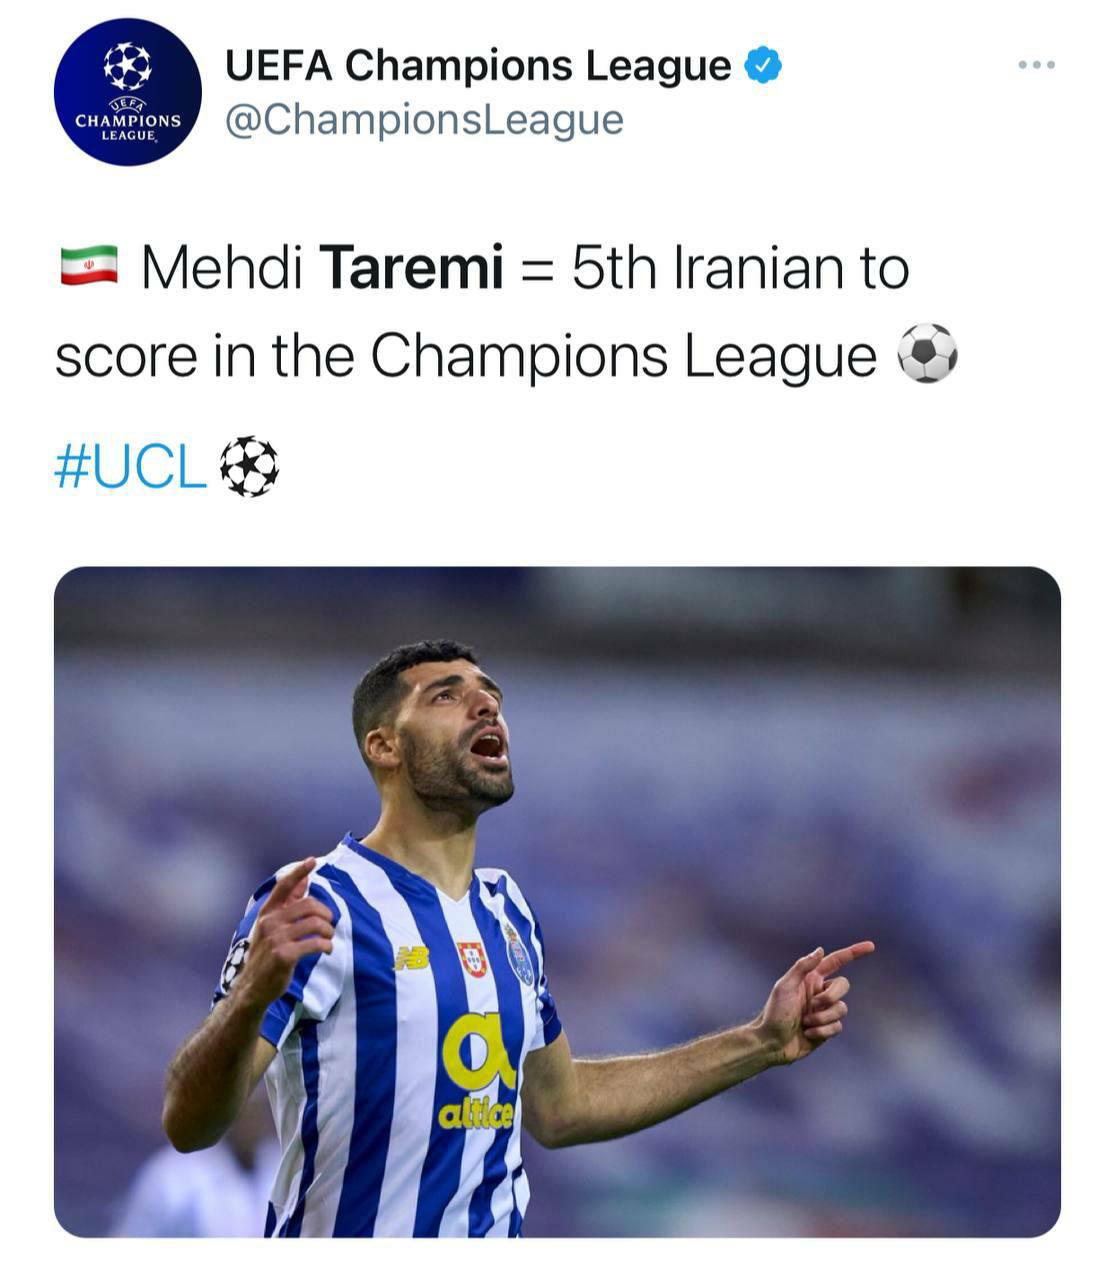 UEFA Champions League
@ChampionsLeague
UEFA
CHAMPIONS
LEAGUE
🇮🇷 Mehdi Taremi = 5th Iranian to
score in the Champions League ⚽
#UCL
NB
a
altice